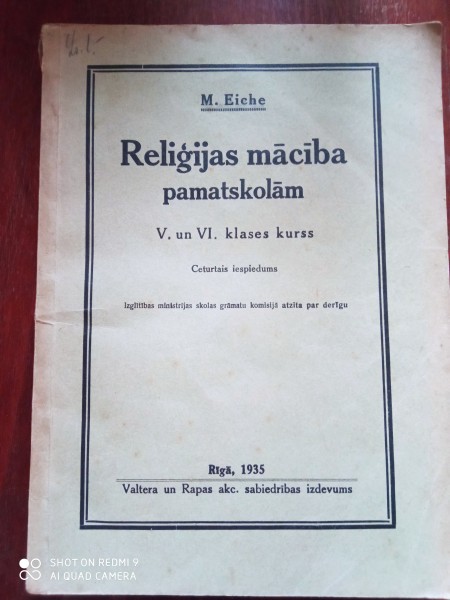 M. Eiche
Reliģijas mācība
pamatskolām
V. un VI. klases kurss
Ceturtais iespiedums
Izglītības ministrijas skolas grāmatu komisijā atzīta par derīgu
Rīgā, 1935
Valtera un Rapas akc. sabiedrības izdevums
SHOT ON REDMI 9
AI QUAD CAMERA